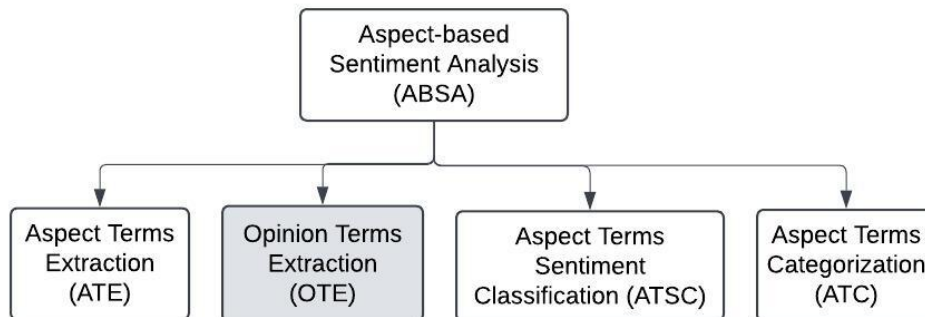 Aspect-based
Sentiment Analysis
(ABSA)
Aspect Terms
Extraction
(ATE)
Opinion Terms
Extraction
(OTE)
Aspect Terms
Sentiment
Classification (ATSC)
Aspect Terms
Categorization
(ATC)